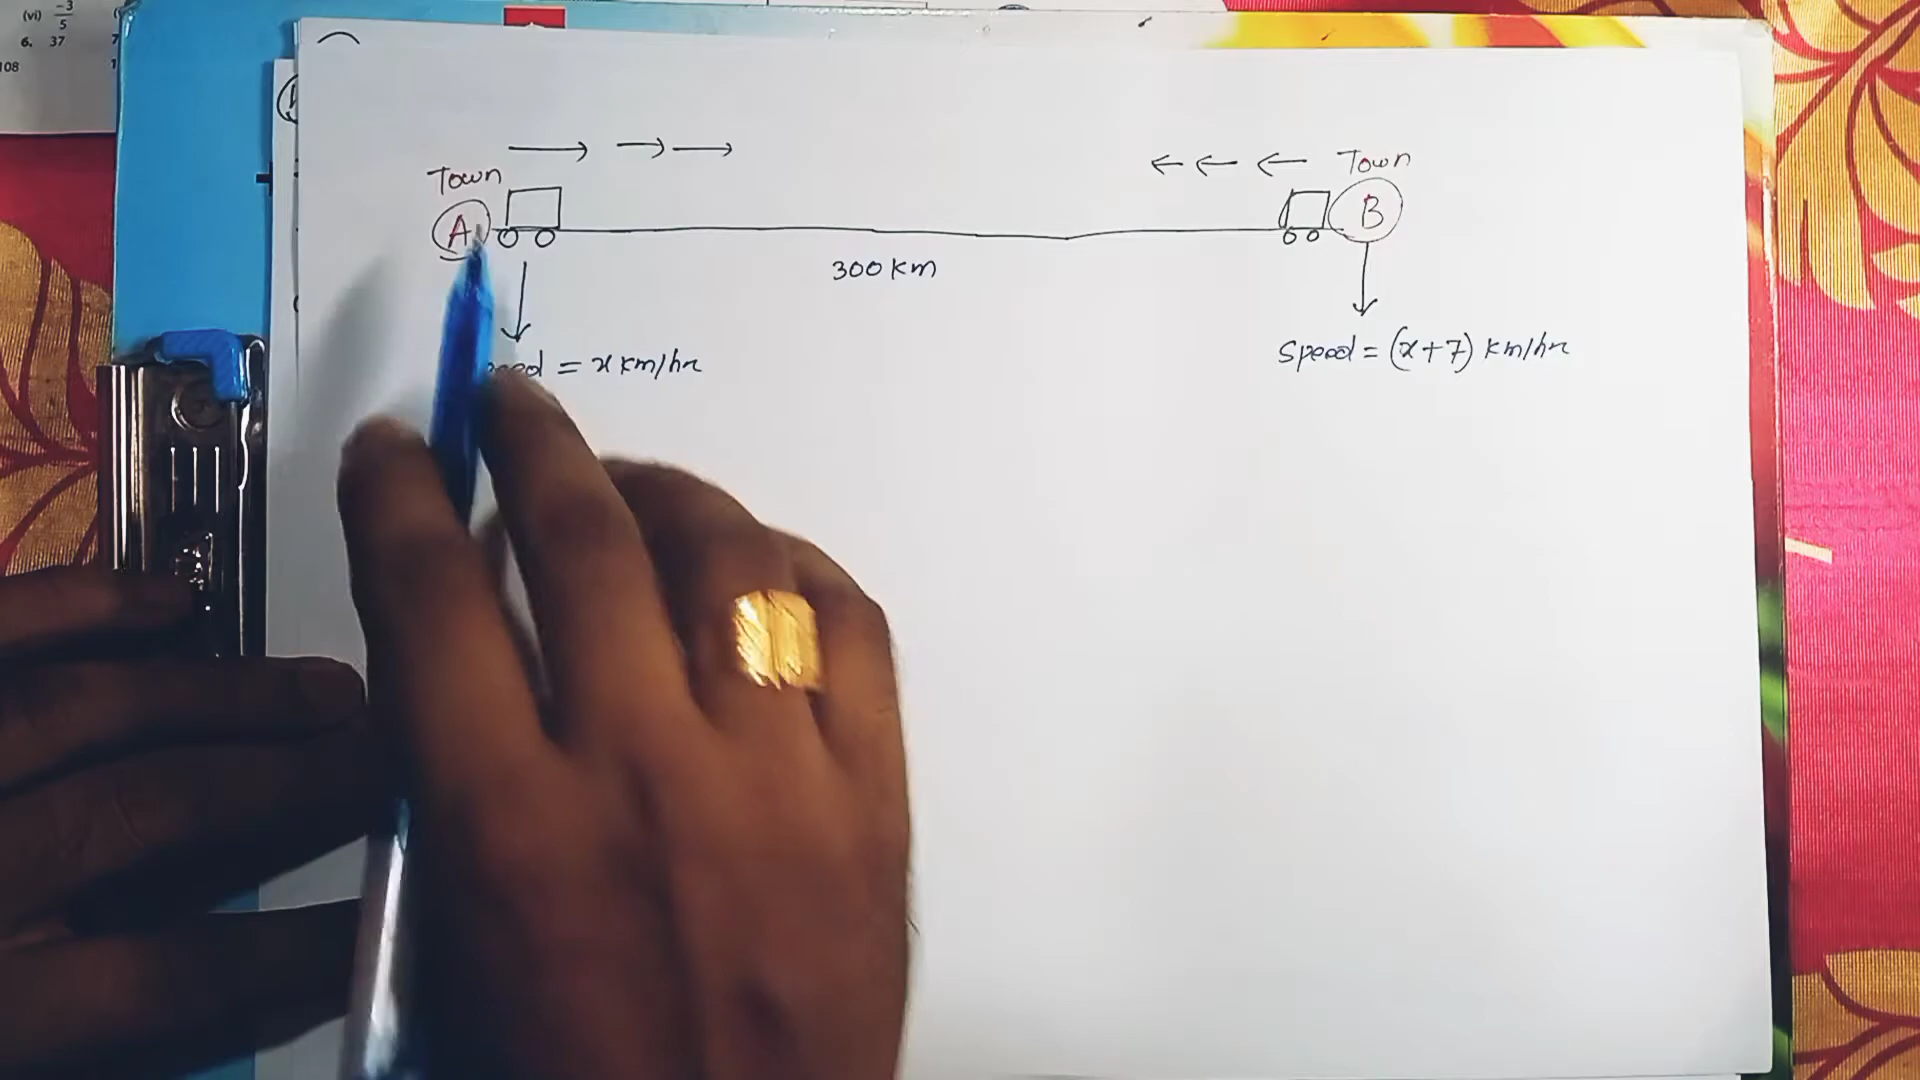 (vi) -3/5
6. 37
108
Town
Town
A
B
300 km
= x km/hr
Speed = (x+7) km/hr